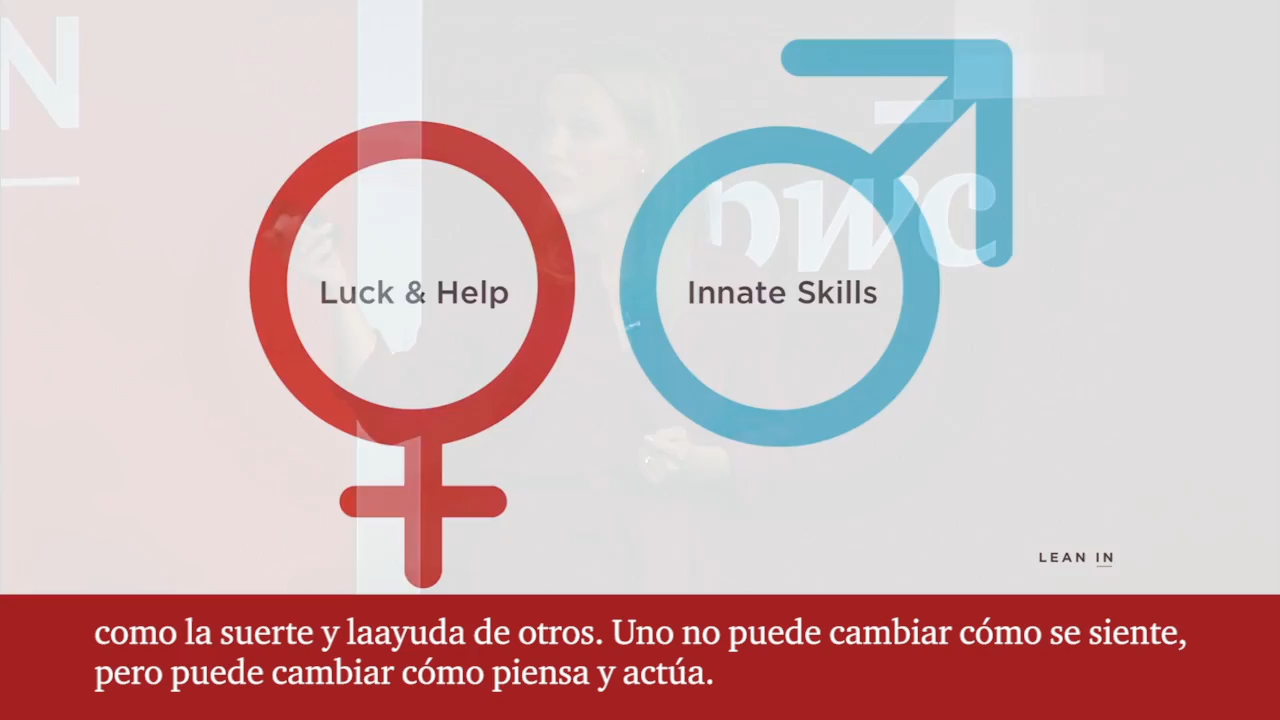 N
pwc
Luck & Help
Innate Skills
LEAN IN
como la suerte y laayuda de otros. Uno no puede cambiar cómo se siente,
pero puede cambiar cómo piensa y actúa.